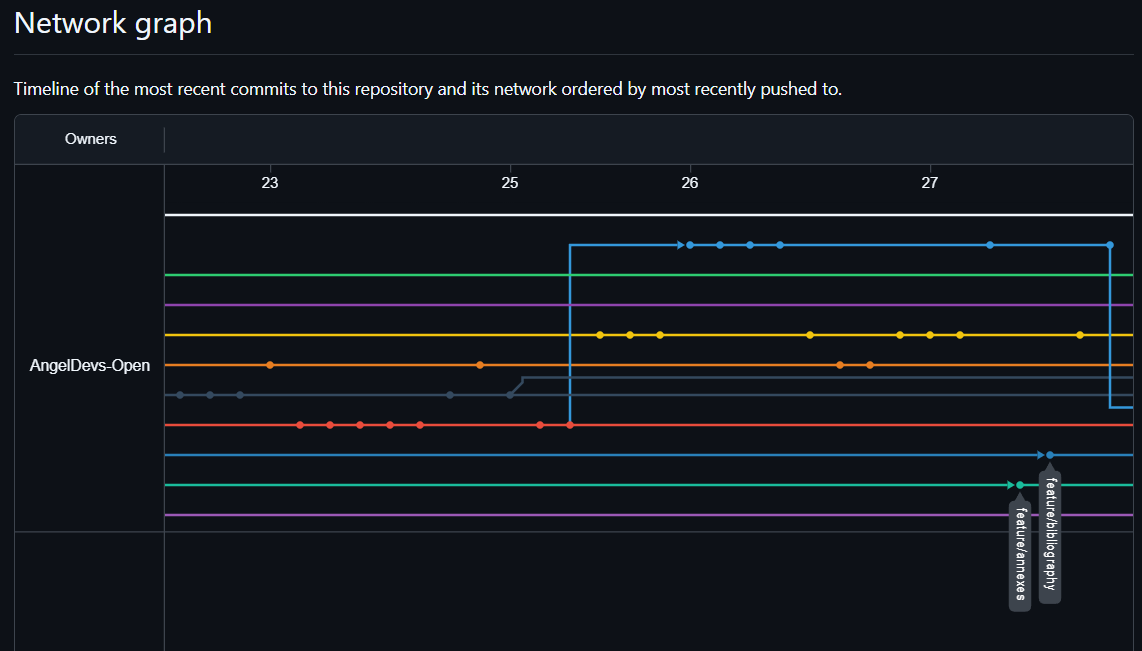 Network graph
Timeline of the most recent commits to this repository and its network ordered by most recently pushed to.
Owners
23 25 26 27
AngelDevs-Open
feature/bibliography
feature/annexes